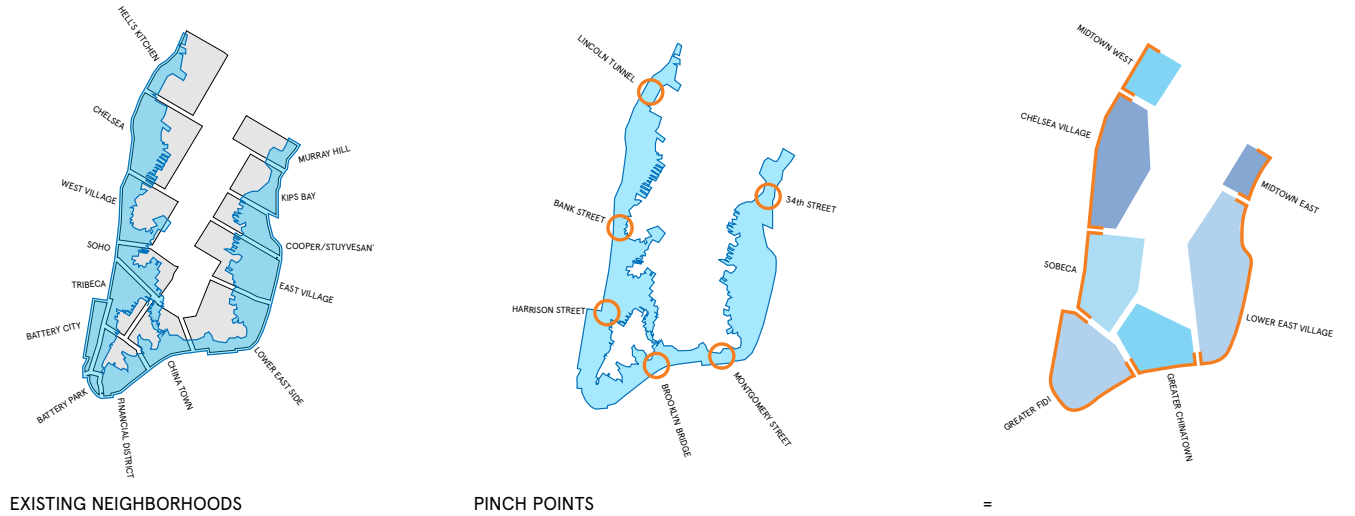 HELL'S KITCHEN
CHELSEA
WEST VILLAGE
SOHO
TRIBECA
BATTERY CITY
BATTERY PARK
FINANCIAL DISTRICT
CHINA TOWN
LOWER EAST SIDE
EAST VILLAGE
COOPER/STUYVESAN
KIPS BAY
MURRAY HILL
EXISTING NEIGHBORHOODS
LINCOLN TUNNEL
BANK STREET
HARRISON STREET
BROOKLYN BRIDGE
MONTGOMERY STREET
34th STREET
PINCH POINTS
MIDTOWN WEST
CHELSEA VILLAGE
SOBECA
GREATER FIDI
GREATER CHINATOWN
LOWER EAST VILLAGE
MIDTOWN EAST
=